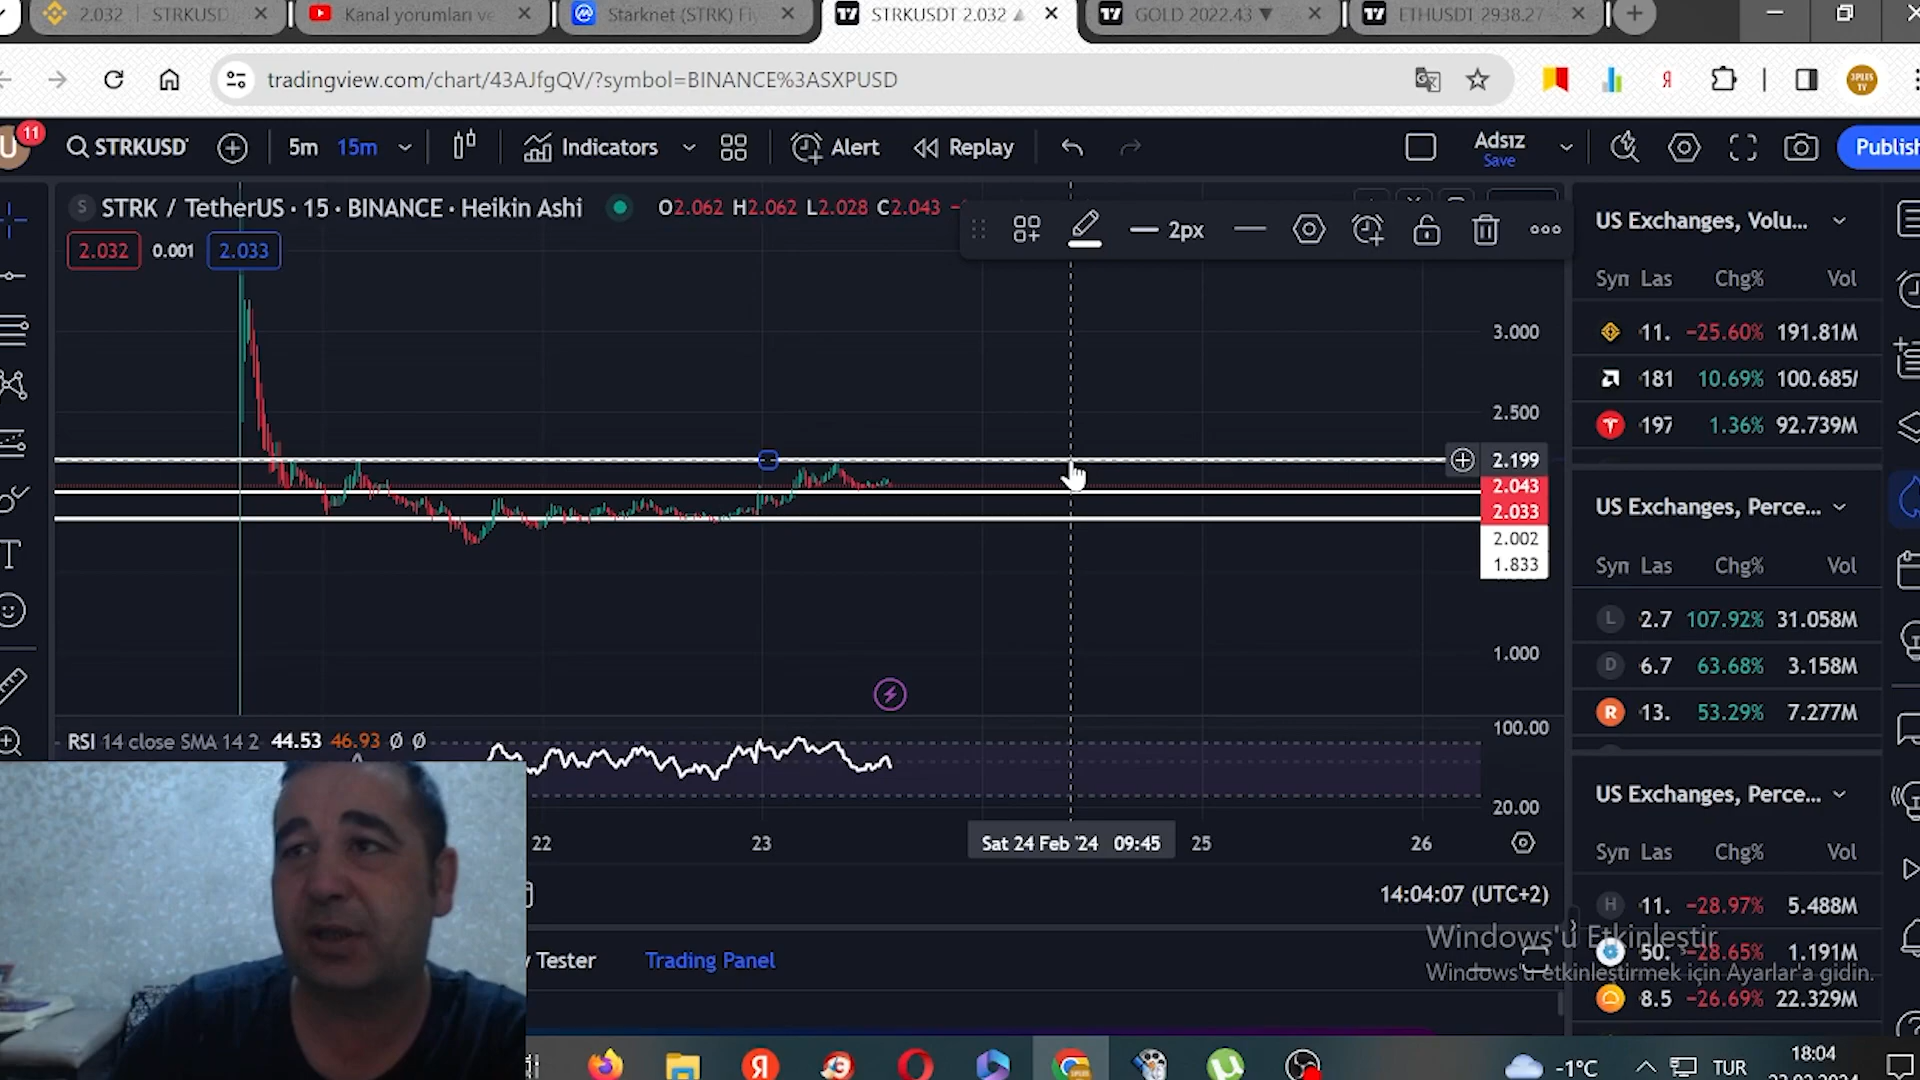 2.032 | STRKUSD
Kanal yorumları ve
Starknet (STRK) Fiy
STRKUSDT 2.032 ▲
GOLD 2022.43 ▼
ETHUSDT 2938.27
tradingview.com/chart/43AJfgQV/?symbol=BINANCE%3ASXPUSD
3PLES
TV
U
11
STRKUSD
5m
15m
Indicators
Alert
Replay
Adsız
Save
Publish
S
STRK / TetherUS · 15 · BINANCE · Heikin Ashi
O2.062 H2.062 L2.028 C2.043
2.032
0.001
2.033
2px
3.000
2.500
2.199
2.043
2.033
2.002
1.833
1.000
RSI 14 close SMA 14 2 44.53 46.93 Ø Ø
100.00
20.00
22
23
Sat 24 Feb '24 09:45
25
26
14:04:07 (UTC+2)
Tester
Trading Panel
US Exchanges, Volu...
Syn Las Chg% Vol
11. −25.60% 191.81M
181 10.69% 100.685
197 1.36% 92.739M
US Exchanges, Perce...
Syn Las Chg% Vol
L 2.7 107.92% 31.058M
D 6.7 63.68% 3.158M
R 13. 53.29% 7.277M
US Exchanges, Perce...
Syn Las Chg% Vol
H 11. −28.97% 5.488M
50. −28.65% 1.191M
8.5 −26.69% 22.329M
Windows'u Etkinleştir
Windows'u etkinleştirmek için Ayarlar'a gidin.
-1°C
TUR
18:04